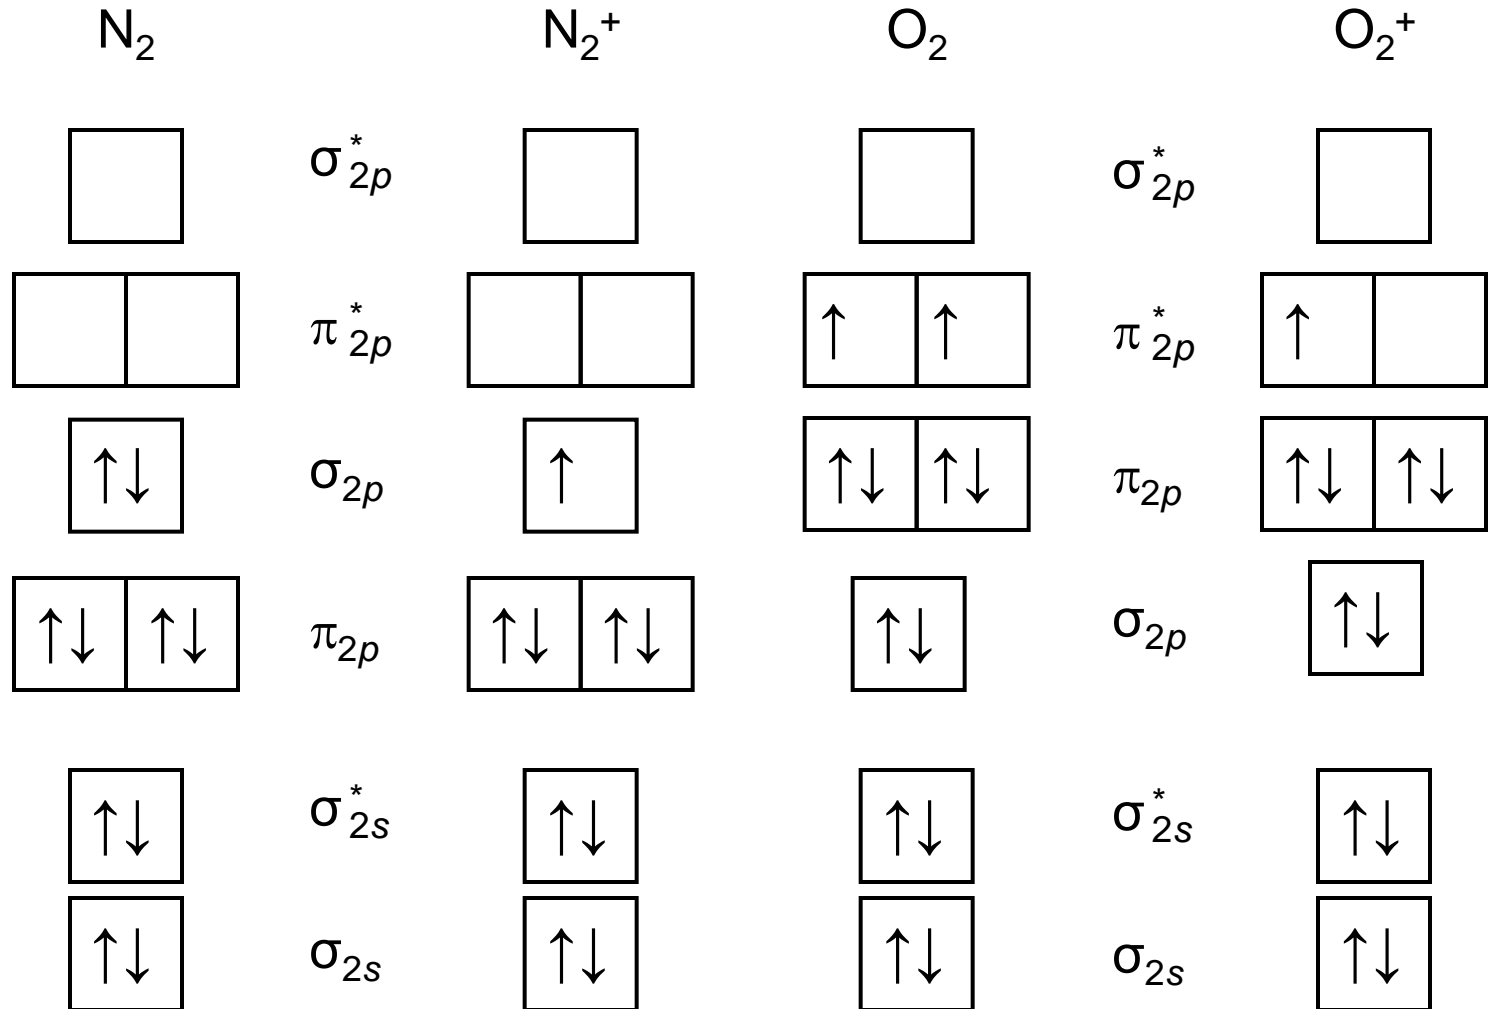 N₂ N₂⁺ O₂ O₂⁺
σ*₂p σ*₂p
↑ ↑ π*₂p ↑
π*₂p
↑↓ σ₂p ↑ ↑↓ ↑↓ π₂p ↑↓ ↑↓
↑↓ ↑↓ π₂p ↑↓ ↑↓ ↑↓ σ₂p ↑↓
↑↓ σ*₂s ↑↓ ↑↓ σ*₂s ↑↓
↑↓ σ₂s ↑↓ ↑↓ σ₂s ↑↓